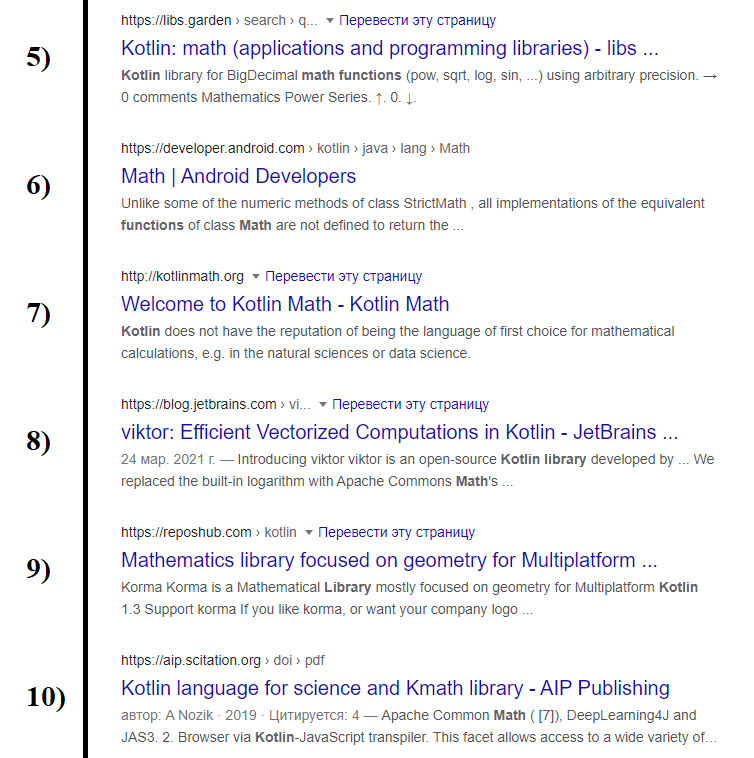 5)
https://libs.garden › search › q... ▼ Перевести эту страницу
Kotlin: math (applications and programming libraries) - libs ...
Kotlin library for BigDecimal math functions (pow, sqrt, log, sin, ...) using arbitrary precision. →
0 comments Mathematics Power Series. ↑. 0. ↓.
6)
https://developer.android.com › kotlin › java › lang › Math
Math | Android Developers
Unlike some of the numeric methods of class StrictMath , all implementations of the equivalent
functions of class Math are not defined to return the ...
7)
http://kotlinmath.org ▼ Перевести эту страницу
Welcome to Kotlin Math - Kotlin Math
Kotlin does not have the reputation of being the language of first choice for mathematical
calculations, e.g. in the natural sciences or data science.
8)
https://blog.jetbrains.com › vi... ▼ Перевести эту страницу
viktor: Efficient Vectorized Computations in Kotlin - JetBrains ...
24 мар. 2021 г. — Introducing viktor viktor is an open-source Kotlin library developed by ... We
replaced the built-in logarithm with Apache Commons Math's ...
9)
https://reposhub.com › kotlin ▼ Перевести эту страницу
Mathematics library focused on geometry for Multiplatform ...
Korma Korma is a Mathematical Library mostly focused on geometry for Multiplatform Kotlin
1.3 Support korma If you like korma, or want your company logo ...
10)
https://aip.scitation.org › doi › pdf
Kotlin language for science and Kmath library - AIP Publishing
автор: A Nozik · 2019 · Цитируется: 4 — Apache Common Math ( [7]), DeepLearning4J and
JAS3. 2. Browser via Kotlin-JavaScript transpiler. This facet allows access to a wide variety of...